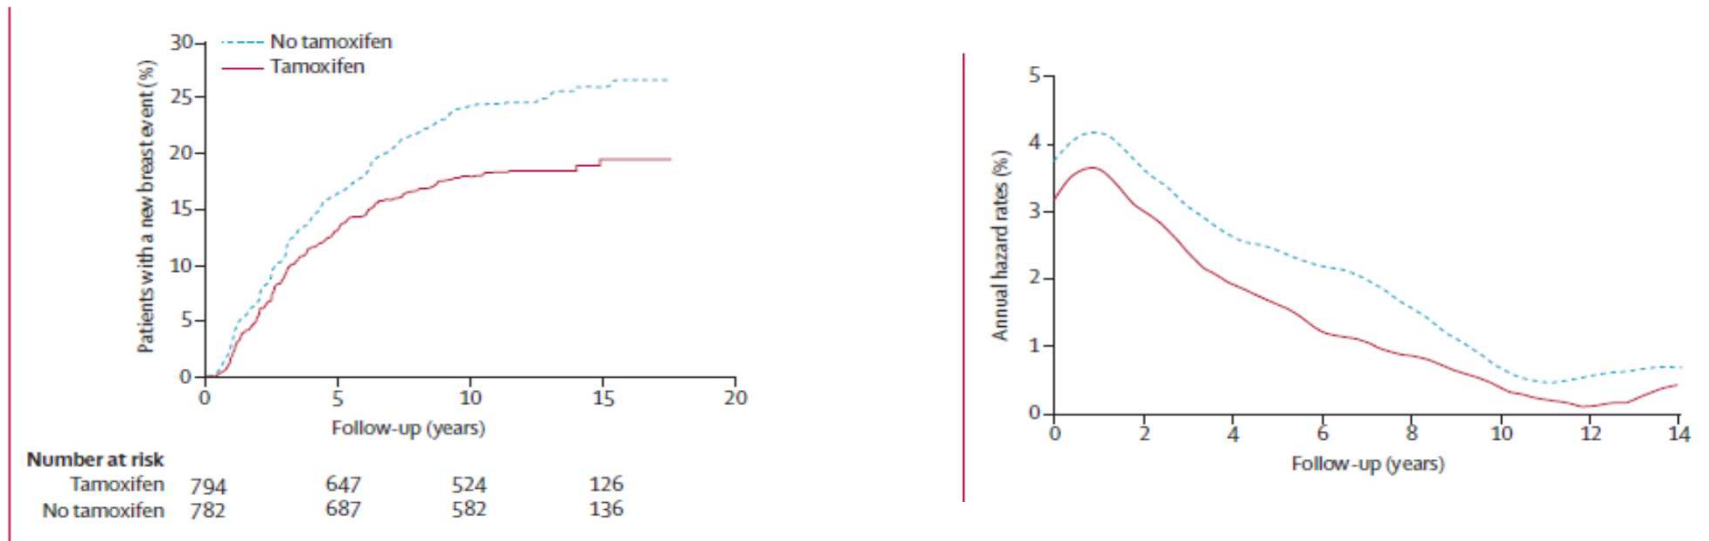 Patients with a new breast event (%)
30
25
20
15
10
5
0
No tamoxifen
Tamoxifen
0 5 10 15 20
Follow-up (years)
Number at risk
Tamoxifen 794 647 524 126
No tamoxifen 782 687 582 136
Annual hazard rates (%)
5
4
3
2
1
0
0 2 4 6 8 10 12 14
Follow-up (years)